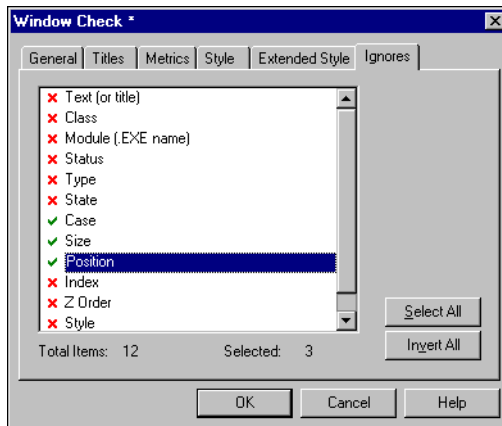 Window Check *
General Titles Metrics Style Extended Style Ignores
Text (or title)
Class
Module (.EXE name)
Status
Type
State
Case
Size
Position
Index
Z Order
Style
Select All
Total Items: 12 Selected: 3
Invert All
OK Cancel Help